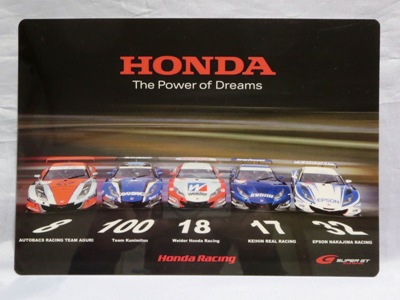 HONDA
The Power of Dreams
EPSON
8 100 18 17 32
AUTOBACS RACING TEAM AGURI Team Kunimitsu Weider Honda Racing KEIHIN REAL RACING EPSON NAKAJIMA RACING
Honda Racing
SUPER GT